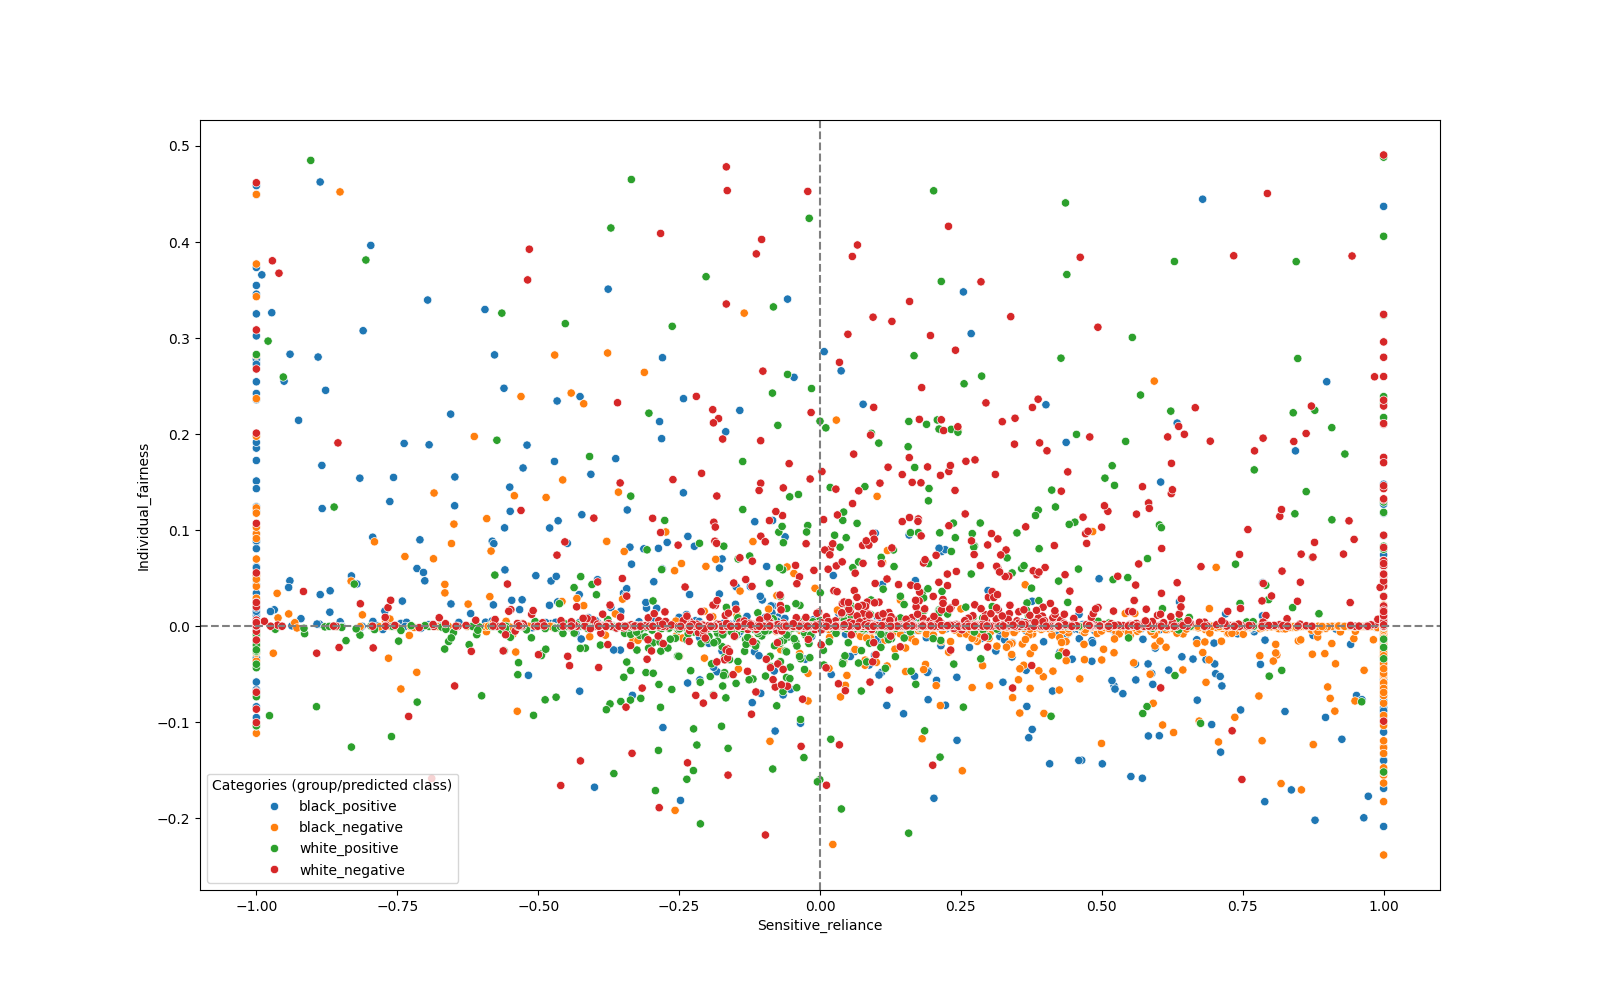 0.5
0.4
0.3
0.2
0.1
0.0
−0.1
−0.2
Individual_fairness
Categories (group/predicted class)
black_positive
black_negative
white_positive
white_negative
−1.00 −0.75 −0.50 −0.25 0.00 0.25 0.50 0.75 1.00
Sensitive_reliance